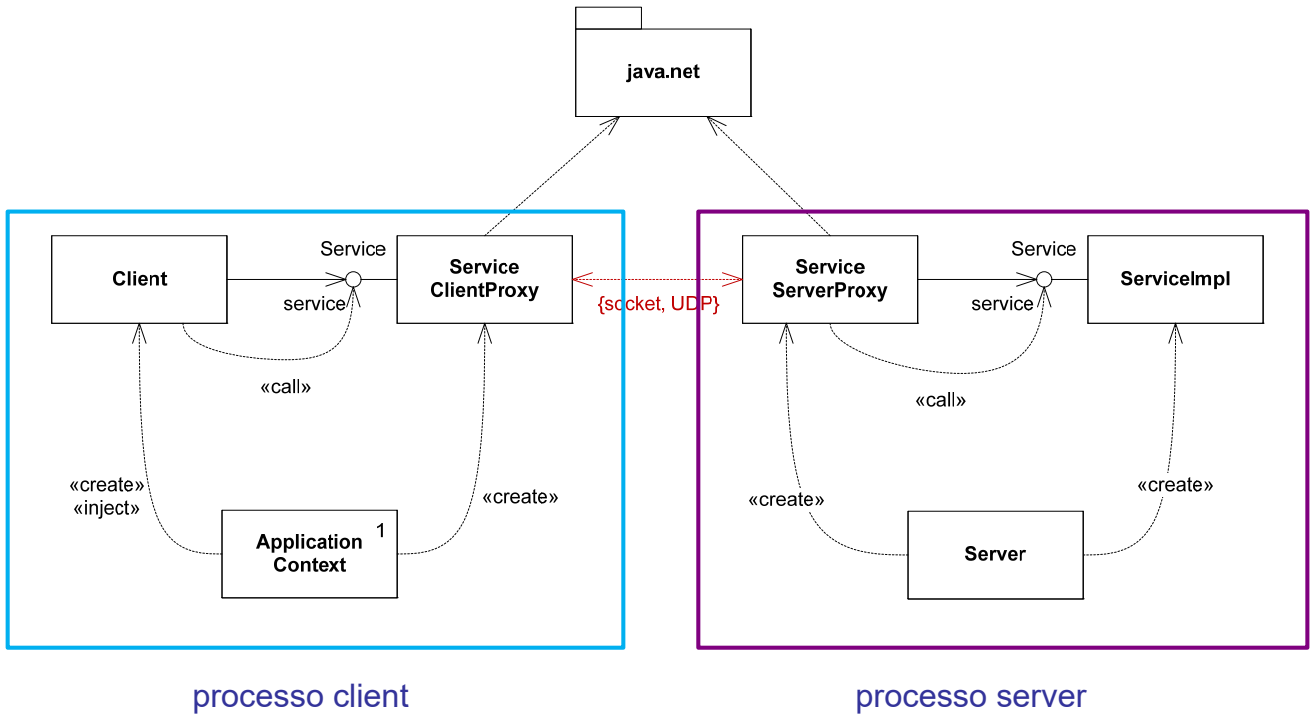 java.net
Client
Service
service
Service
ClientProxy
{socket, UDP}
Service
ServerProxy
Service
service
ServiceImpl
«call»
«call»
«create»
«inject»
«create»
«create»
«create»
Application
Context
1
Server
processo client
processo server